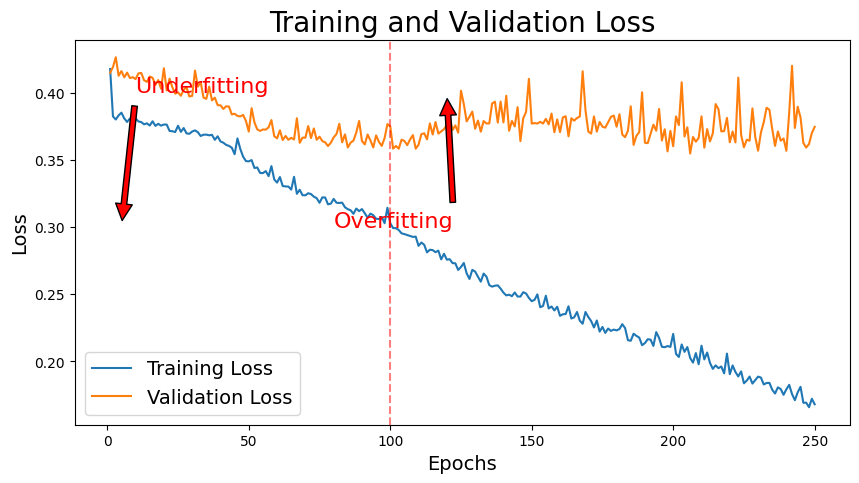 Training and Validation Loss
Underfitting
Overfitting
Loss
0.40
0.35
0.30
0.25
0.20
Training Loss
Validation Loss
0
50
100
150
200
250
Epochs